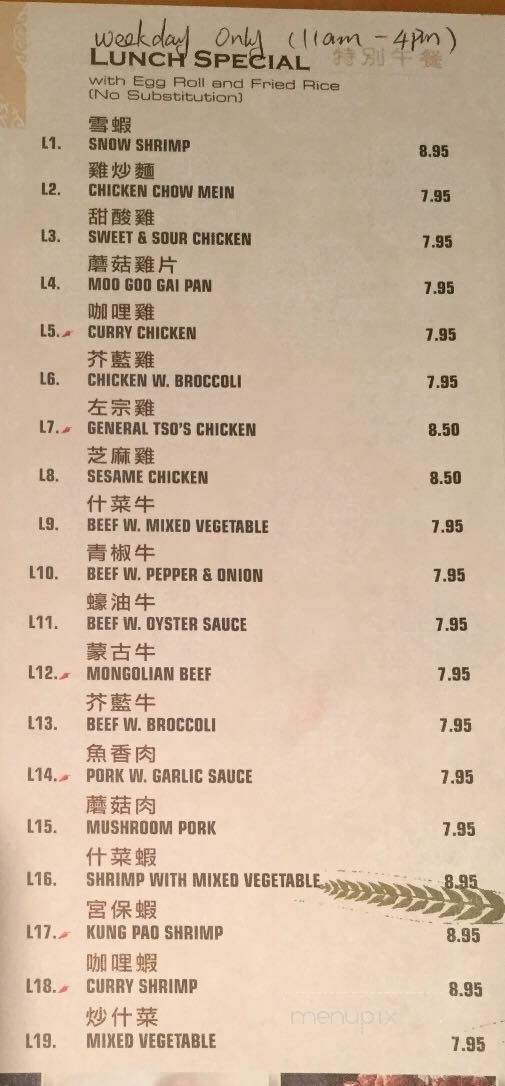 weekday only (11am - 4pm)
LUNCH SPECIAL 特別午餐
with Egg Roll and Fried Rice
(No Substitution)
雪蝦
L1. SNOW SHRIMP 8.95
雞炒麵
L2. CHICKEN CHOW MEIN 7.95
甜酸雞
L3. SWEET & SOUR CHICKEN 7.95
蘑菇雞片
L4. MOO GOO GAI PAN 7.95
咖哩雞
L5. CURRY CHICKEN 7.95
芥藍雞
L6. CHICKEN W. BROCCOLI 7.95
左宗雞
L7. GENERAL TSO'S CHICKEN 8.50
芝麻雞
L8. SESAME CHICKEN 8.50
什菜牛
L9. BEEF W. MIXED VEGETABLE 7.95
青椒牛
L10. BEEF W. PEPPER & ONION 7.95
蠔油牛
L11. BEEF W. OYSTER SAUCE 7.95
蒙古牛
L12. MONGOLIAN BEEF 7.95
芥藍牛
L13. BEEF W. BROCCOLI 7.95
魚香肉
L14. PORK W. GARLIC SAUCE 7.95
蘑菇肉
L15. MUSHROOM PORK 7.95
什菜蝦
L16. SHRIMP WITH MIXED VEGETABLE 8.95
宮保蝦
L17. KUNG PAO SHRIMP 8.95
咖哩蝦
L18. CURRY SHRIMP 8.95
炒什菜
L19. MIXED VEGETABLE 7.95
menupix